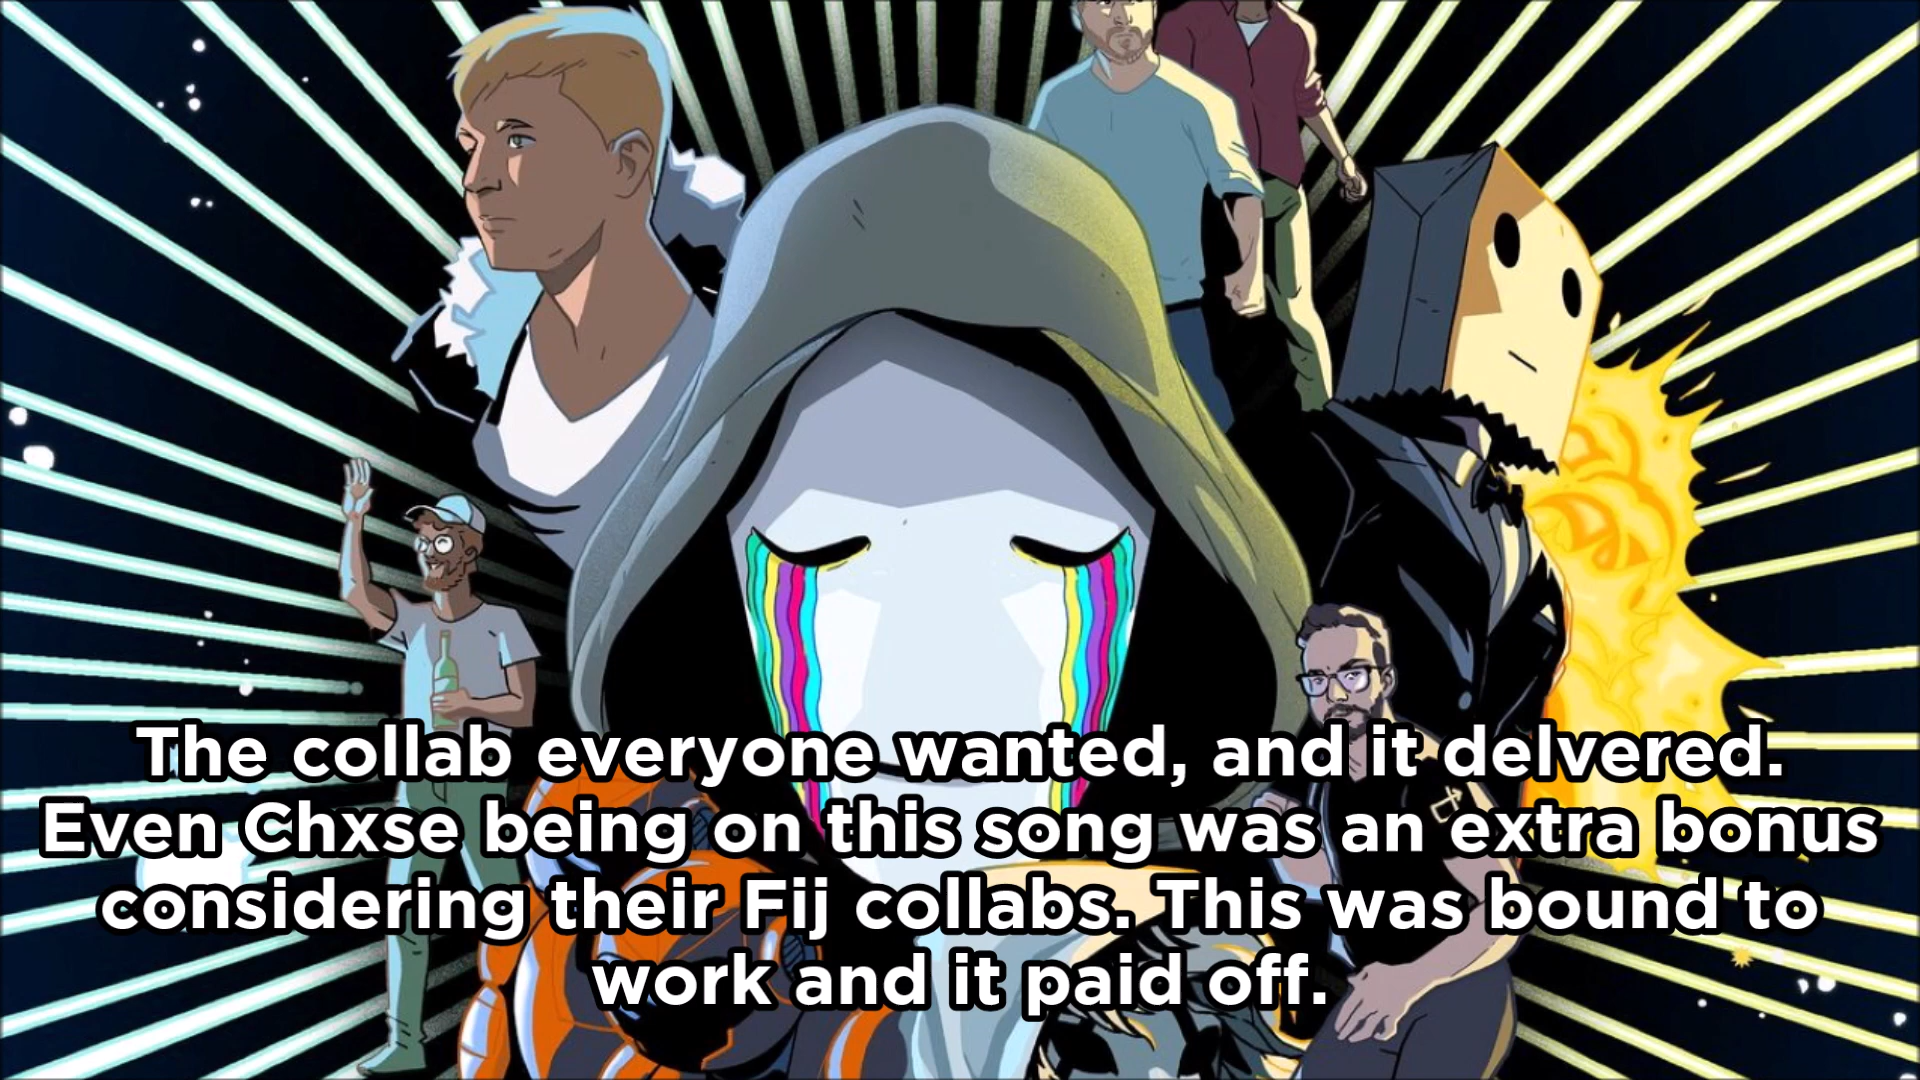 The collab everyone wanted, and it delvered.
Even Chxse being on this song was an extra bonus
considering their Fij collabs. This was bound to
work and it paid off.